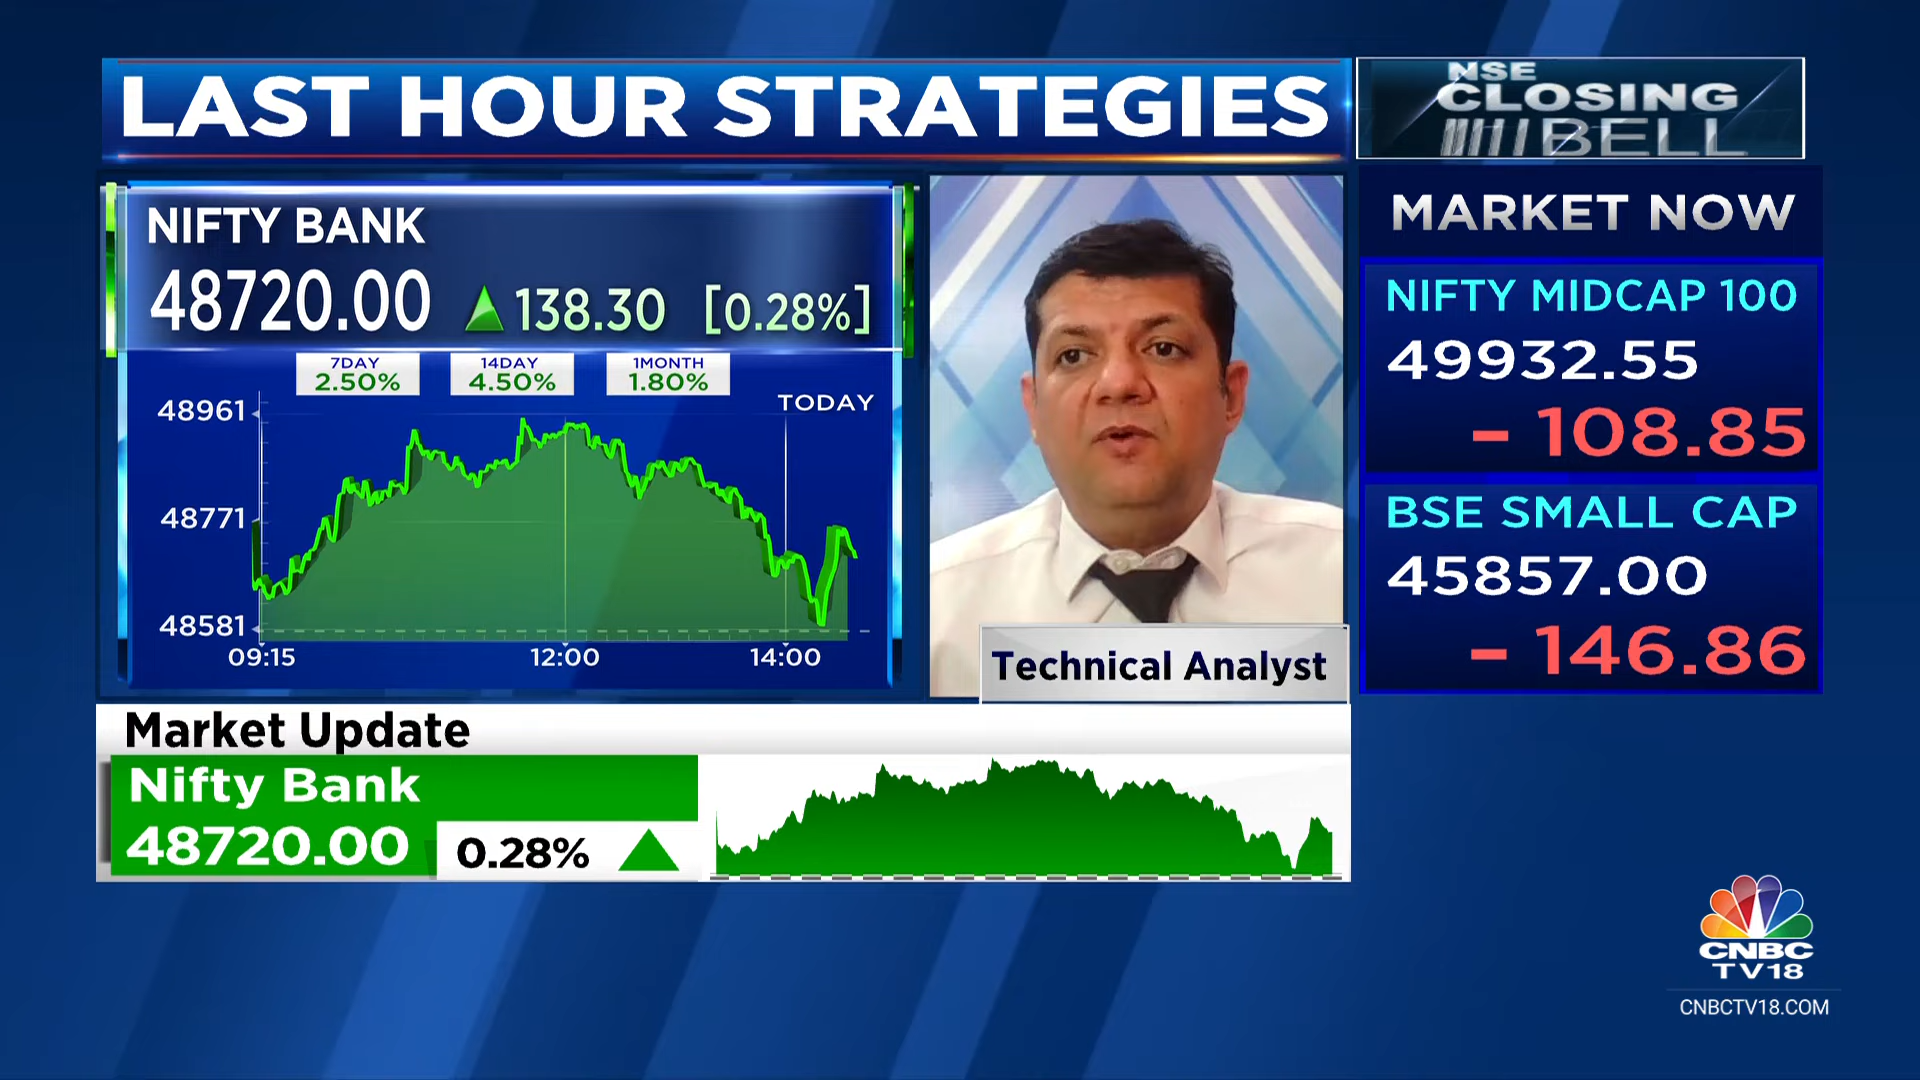 LAST HOUR STRATEGIES
NSE
CLOSING
BELL
NIFTY BANK
48720.00 ▲ 138.30 [0.28%]
7DAY
2.50%
14DAY
4.50%
1MONTH
1.80%
TODAY
48961
48771
48581
09:15 12:00 14:00
Technical Analyst
MARKET NOW
NIFTY MIDCAP 100
49932.55
– 108.85
BSE SMALL CAP
45857.00
– 146.86
Market Update
Nifty Bank
48720.00 0.28% ▲
CNBC
TV18
CNBCTV18.COM